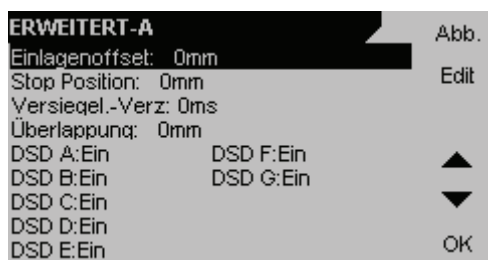 ERWEITERT-A
Abb.
Einlagenoffset: 0mm
Edit
Stop Position: 0mm
Versiegel.-Verz: 0ms
Überlappung: 0mm
DSD A:Ein DSD F:Ein
DSD B:Ein DSD G:Ein
DSD C:Ein
DSD D:Ein
DSD E:Ein
OK